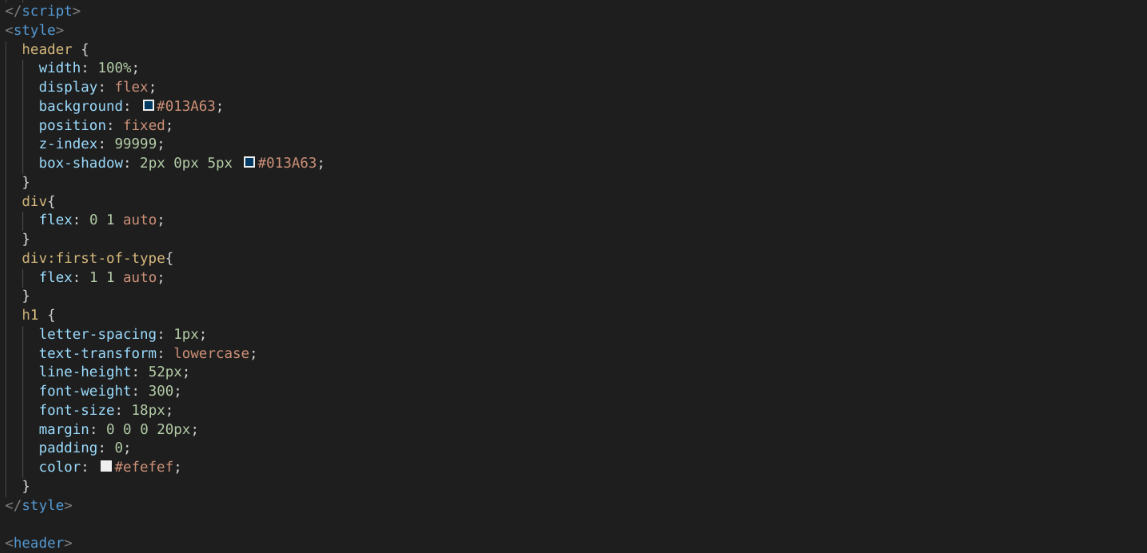 </script>
<style>
header {
width: 100%;
display: flex;
background: #013A63;
position: fixed;
z-index: 99999;
box-shadow: 2px 0px 5px #013A63;
}
div{
flex: 0 1 auto;
}
div:first-of-type{
flex: 1 1 auto;
}
h1 {
letter-spacing: 1px;
text-transform: lowercase;
line-height: 52px;
font-weight: 300;
font-size: 18px;
margin: 0 0 0 20px;
padding: 0;
color: #efefef;
}
</style>
<header>